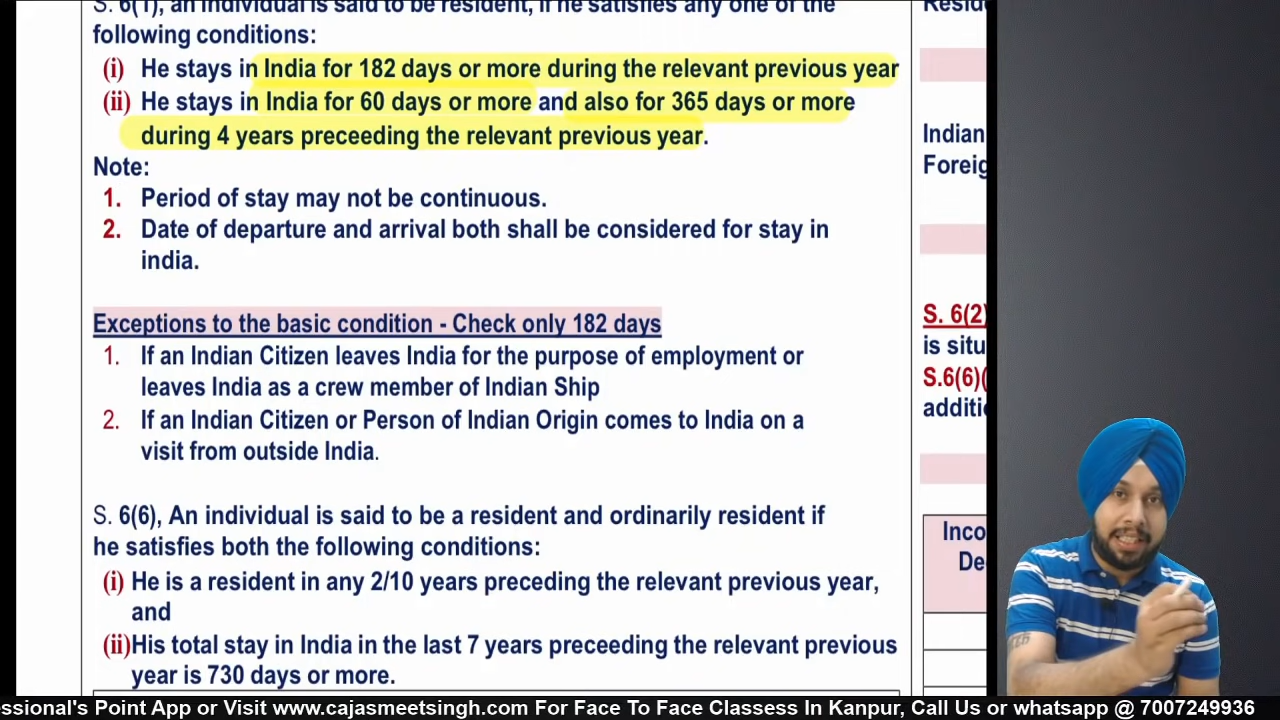 S. 6(1), an individual is said to be resident, if he satisfies any one of the
following conditions:
(i) He stays in India for 182 days or more during the relevant previous year
(ii) He stays in India for 60 days or more and also for 365 days or more
during 4 years preceeding the relevant previous year.
Note:
1. Period of stay may not be continuous.
2. Date of departure and arrival both shall be considered for stay in
india.
Exceptions to the basic condition - Check only 182 days
1. If an Indian Citizen leaves India for the purpose of employment or
leaves India as a crew member of Indian Ship
2. If an Indian Citizen or Person of Indian Origin comes to India on a
visit from outside India.
S. 6(6), An individual is said to be a resident and ordinarily resident if
he satisfies both the following conditions:
(i) He is a resident in any 2/10 years preceding the relevant previous year,
and
(ii)His total stay in India in the last 7 years preceeding the relevant previous
year is 730 days or more.
Resid
Indian
Foreig
S. 6(2)
is situ
S.6(6)(
additi
Inco
De
essional's Point App or Visit www.cajasmeetsingh.com For Face To Face Classess In Kanpur, Call Us or whatsapp @ 7007249936